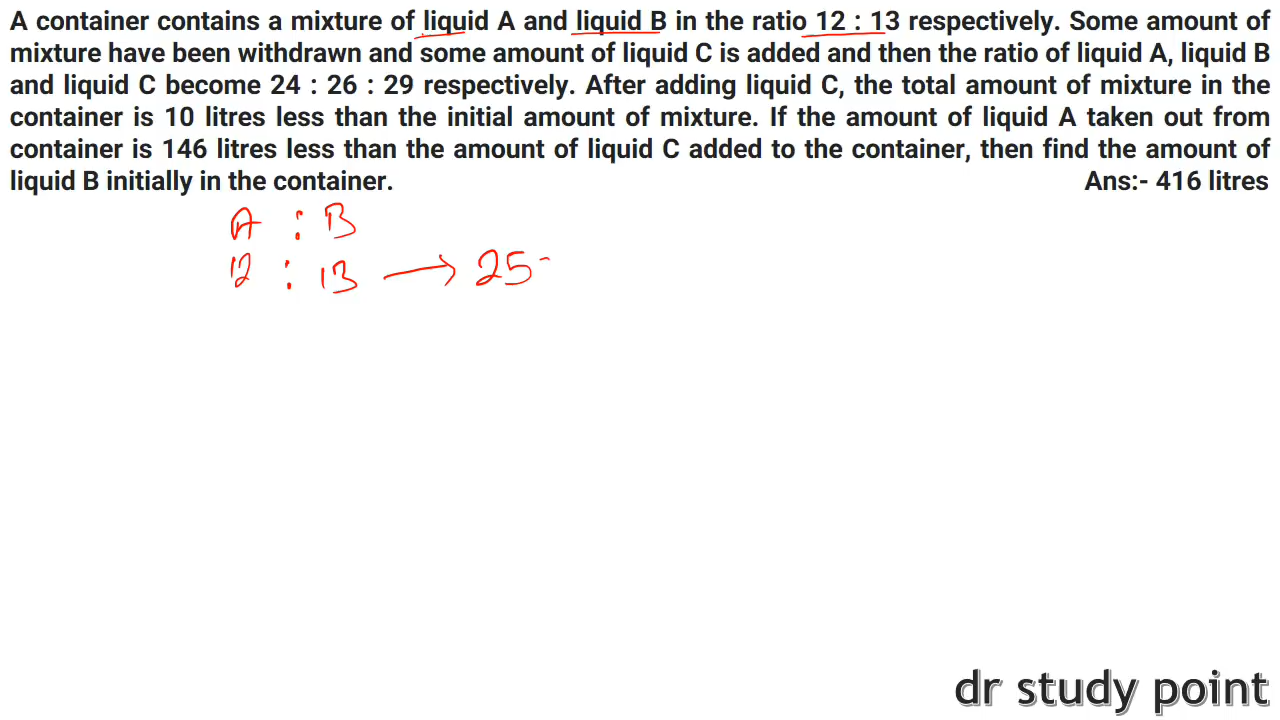 A container contains a mixture of liquid A and liquid B in the ratio 12 : 13 respectively. Some amount of
mixture have been withdrawn and some amount of liquid C is added and then the ratio of liquid A, liquid B
and liquid C become 24 : 26 : 29 respectively. After adding liquid C, the total amount of mixture in the
container is 10 litres less than the initial amount of mixture. If the amount of liquid A taken out from
container is 146 litres less than the amount of liquid C added to the container, then find the amount of
liquid B initially in the container. Ans:- 416 litres
A : B
12 : 13 → 25
dr study point